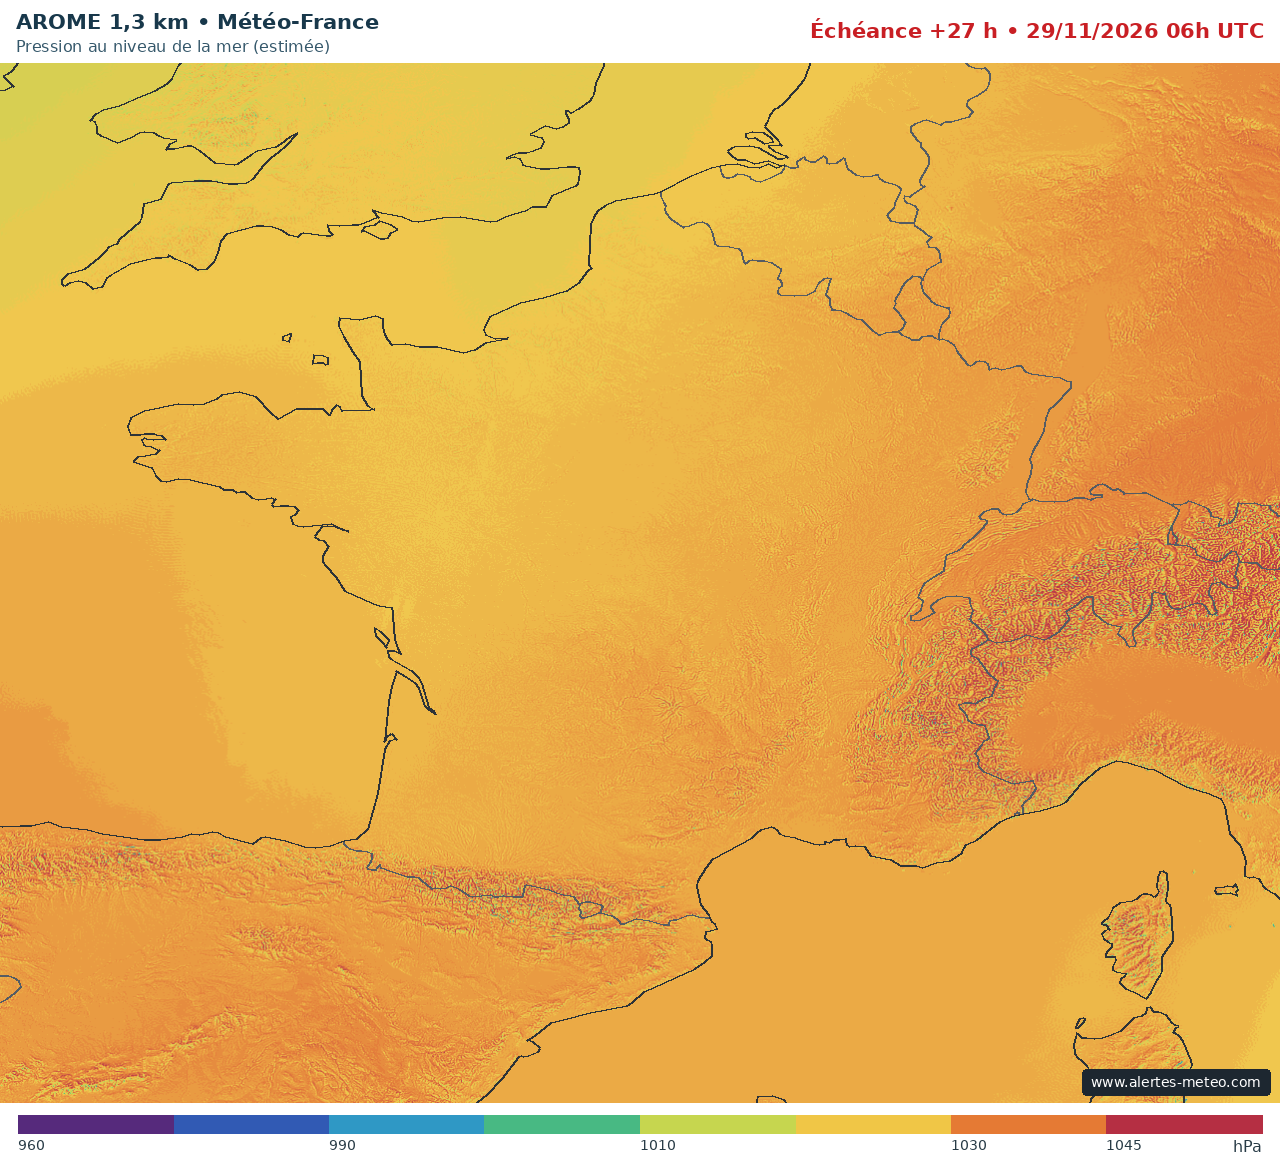 AROME 1,3 km • Météo-France
Pression au niveau de la mer (estimée)
Échéance +27 h • 29/11/2026 06h UTC
www.alertes-meteo.com
960 990 1010 1030 1045 hPa